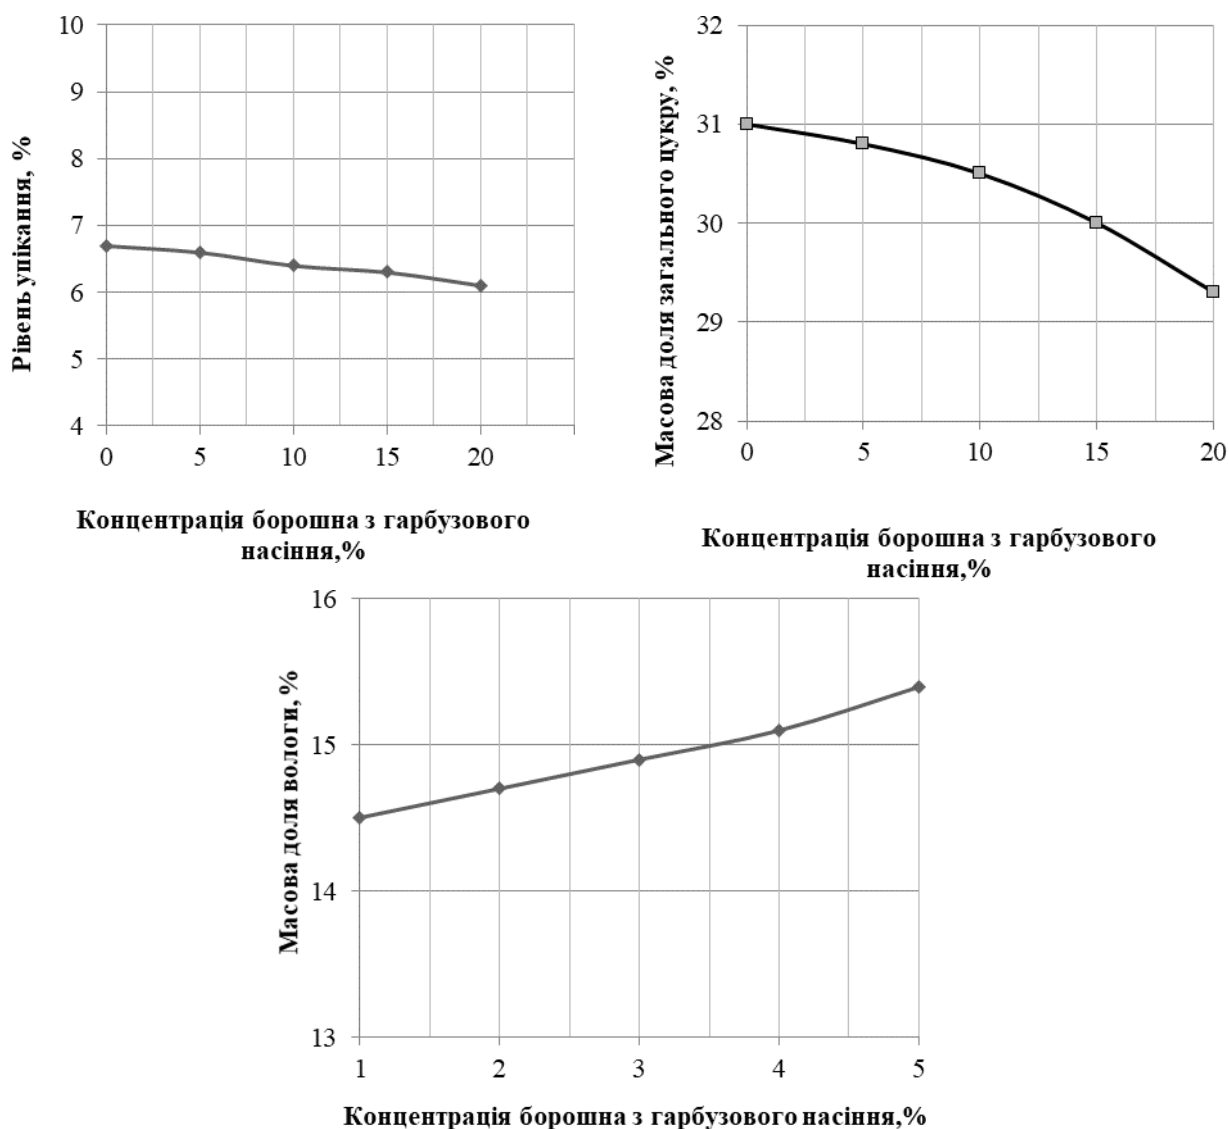 Рівень упікання, %
10
9
8
7
6
5
4
0 5 10 15 20
Концентрація борошна з гарбузового
насіння,%
Масова доля загального цукру, %
32
31
30
29
28
0 5 10 15 20
Концентрація борошна з гарбузового
насіння,%
Масова доля вологи, %
16
15
14
13
1 2 3 4 5
Концентрація борошна з гарбузового насіння,%